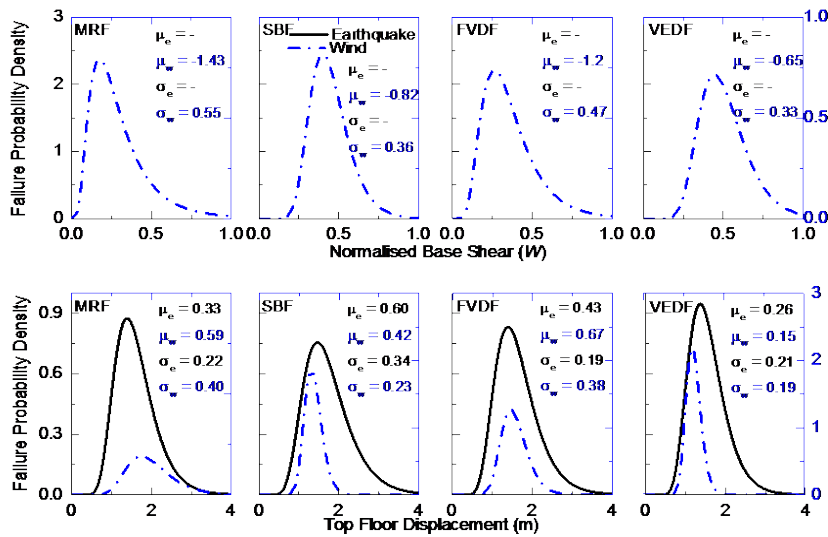 MRF
μe = -
μw = -1.43
σe = -
σw = 0.55
SBF
Earthquake
Wind
μe = -
μw = -0.82
σe = -
σw = 0.36
FVDF
μe = -
μw = -1.2
σe = -
σw = 0.47
VEDF
μe = -
μw = -0.65
σe = -
σw = 0.33
Failure Probability Density
3
2
1
0
1.0
0.5
0.0
0.0 0.5 1.0 0.5 1.0 0.0 0.5 1.0 0.0 0.5 1.0
Normalised Base Shear (W)
MRF
μe = 0.33
μw = 0.59
σe = 0.22
σw = 0.40
SBF
μe = 0.60
μw = 0.42
σe = 0.34
σw = 0.23
FVDF
μe = 0.43
μw = 0.67
σe = 0.19
σw = 0.38
VEDF
μe = 0.26
μw = 0.15
σe = 0.21
σw = 0.19
Failure Probability Density
0.9
0.6
0.3
0.0
3
2
1
0
0 2 4 0 2 4 0 2 4 0 2 4
Top Floor Displacement (m)